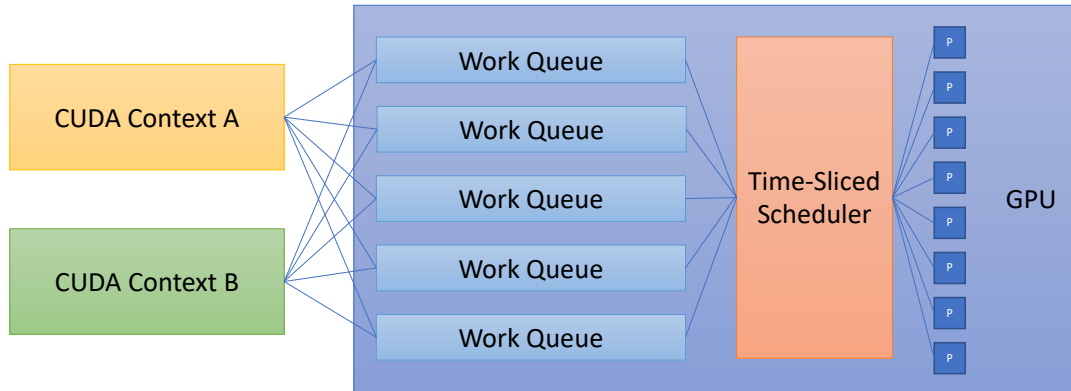 CUDA Context A
CUDA Context B
Work Queue
Work Queue
Work Queue
Work Queue
Work Queue
Time-Sliced
Scheduler
P
P
P
P
P
P
P
P
GPU